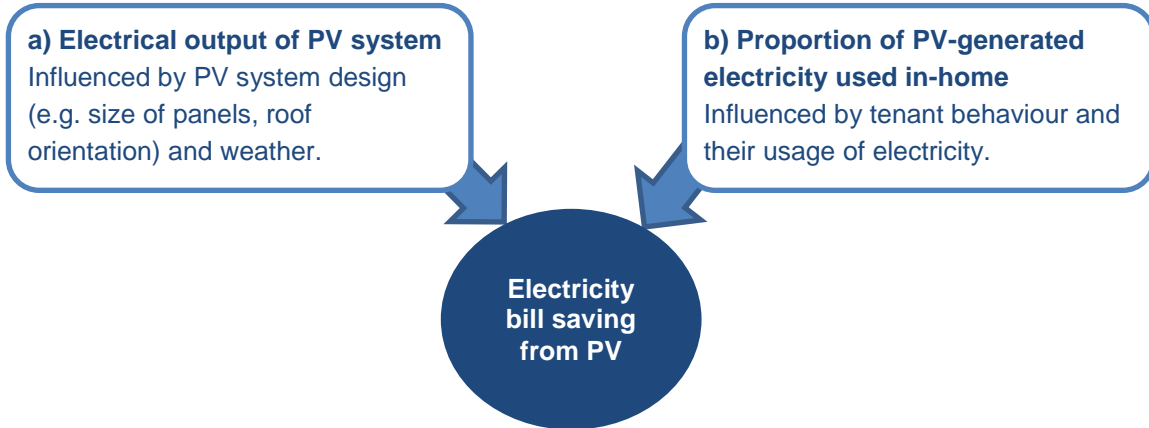 a) Electrical output of PV system
Influenced by PV system design
(e.g. size of panels, roof
orientation) and weather.
b) Proportion of PV-generated
electricity used in-home
Influenced by tenant behaviour and
their usage of electricity.
Electricity
bill saving
from PV